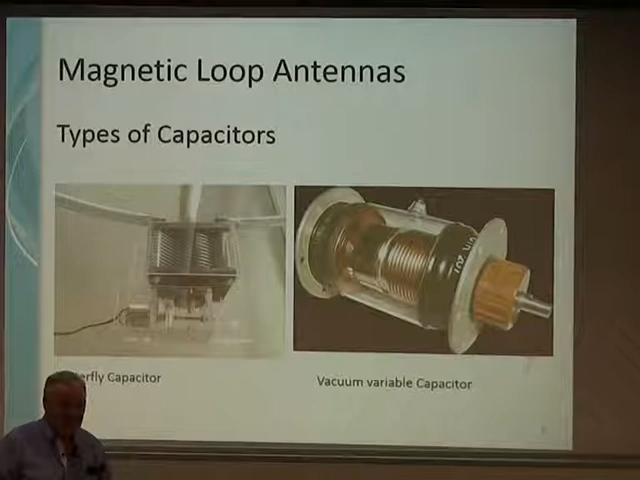 Magnetic Loop Antennas
Types of Capacitors
Capacitor
Vacuum variable Capacitor